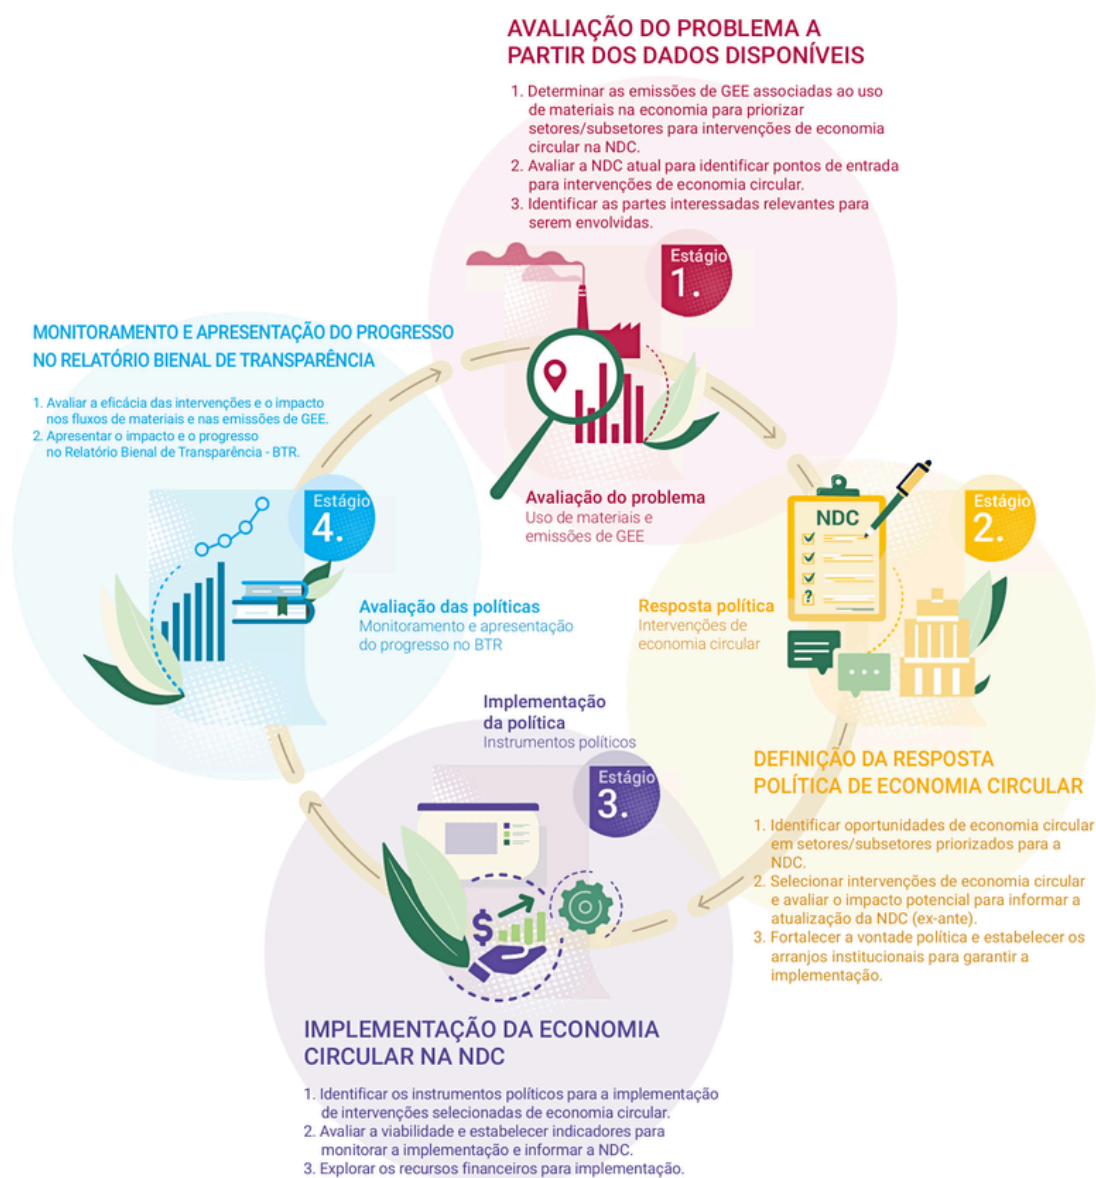 AVALIAÇÃO DO PROBLEMA A
PARTIR DOS DADOS DISPONÍVEIS
1. Determinar as emissões de GEE associadas ao uso
de materiais na economia para priorizar
setores/subsetores para intervenções de economia
circular na NDC.
2. Avaliar a NDC atual para identificar pontos de entrada
para intervenções de economia circular.
3. Identificar as partes interessadas relevantes para
serem envolvidas.
Estágio
1.
Avaliação do problema
Uso de materiais e
emissões de GEE
MONITORAMENTO E APRESENTAÇÃO DO PROGRESSO
NO RELATÓRIO BIENAL DE TRANSPARÊNCIA
1. Avaliar a eficácia das intervenções e o impacto
nos fluxos de materiais e nas emissões de GEE.
2. Apresentar o impacto e o progresso
no Relatório Bienal de Transparência - BTR.
Estágio
4.
Avaliação das políticas
Monitoramento e apresentação
do progresso no BTR
NDC
?
Estágio
2.
Resposta política
Intervenções de
economia circular
DEFINIÇÃO DA RESPOSTA
POLÍTICA DE ECONOMIA CIRCULAR
1. Identificar oportunidades de economia circular
em setores/subsetores priorizados para a
NDC.
2. Selecionar intervenções de economia circular
e avaliar o impacto potencial para informar a
atualização da NDC (ex-ante).
3. Fortalecer a vontade política e estabelecer os
arranjos institucionais para garantir a
implementação.
Implementação
da política
Instrumentos políticos
Estágio
3.
$
IMPLEMENTAÇÃO DA ECONOMIA
CIRCULAR NA NDC
1. Identificar os instrumentos políticos para a implementação
de intervenções selecionadas de economia circular.
2. Avaliar a viabilidade e estabelecer indicadores para
monitorar a implementação e informar a NDC.
3. Explorar os recursos financeiros para implementação.